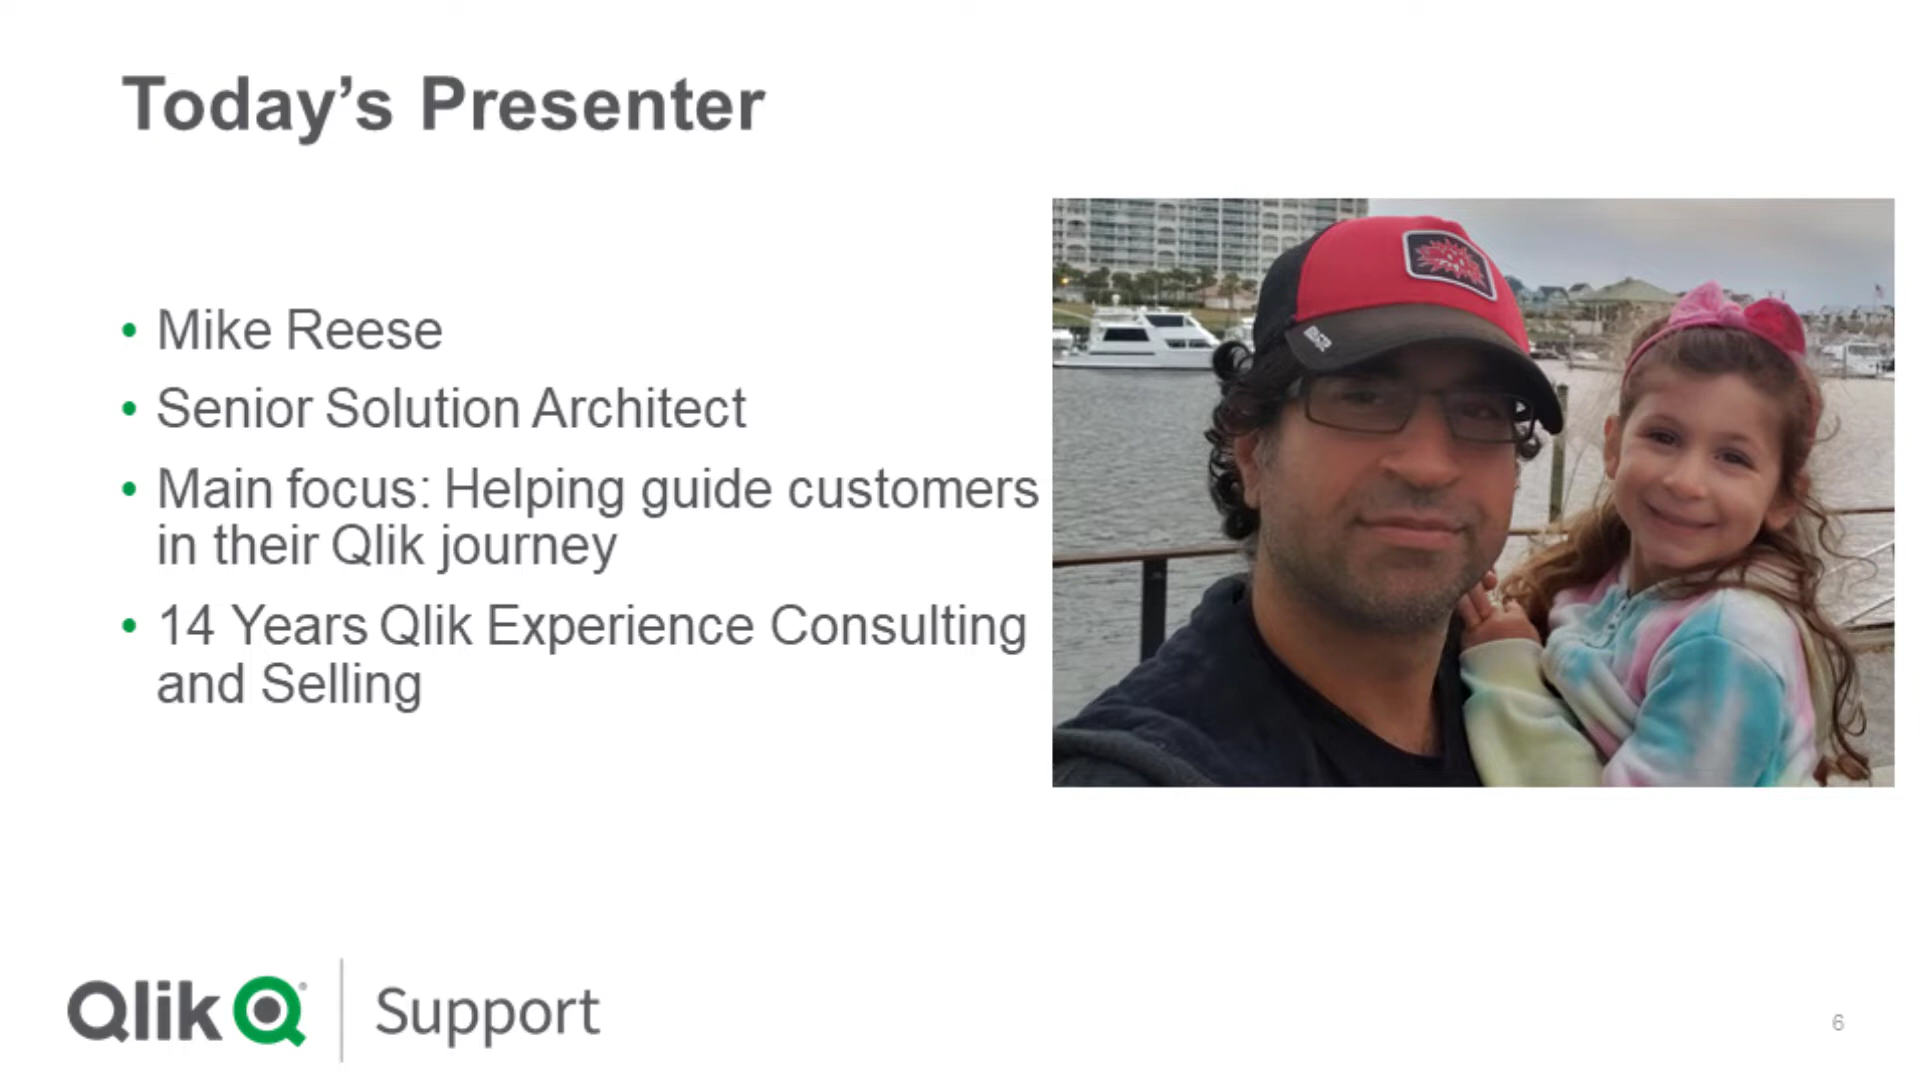 Today’s Presenter
• Mike Reese
• Senior Solution Architect
• Main focus: Helping guide customers
in their Qlik journey
• 14 Years Qlik Experience Consulting
and Selling
Qlik Support
6